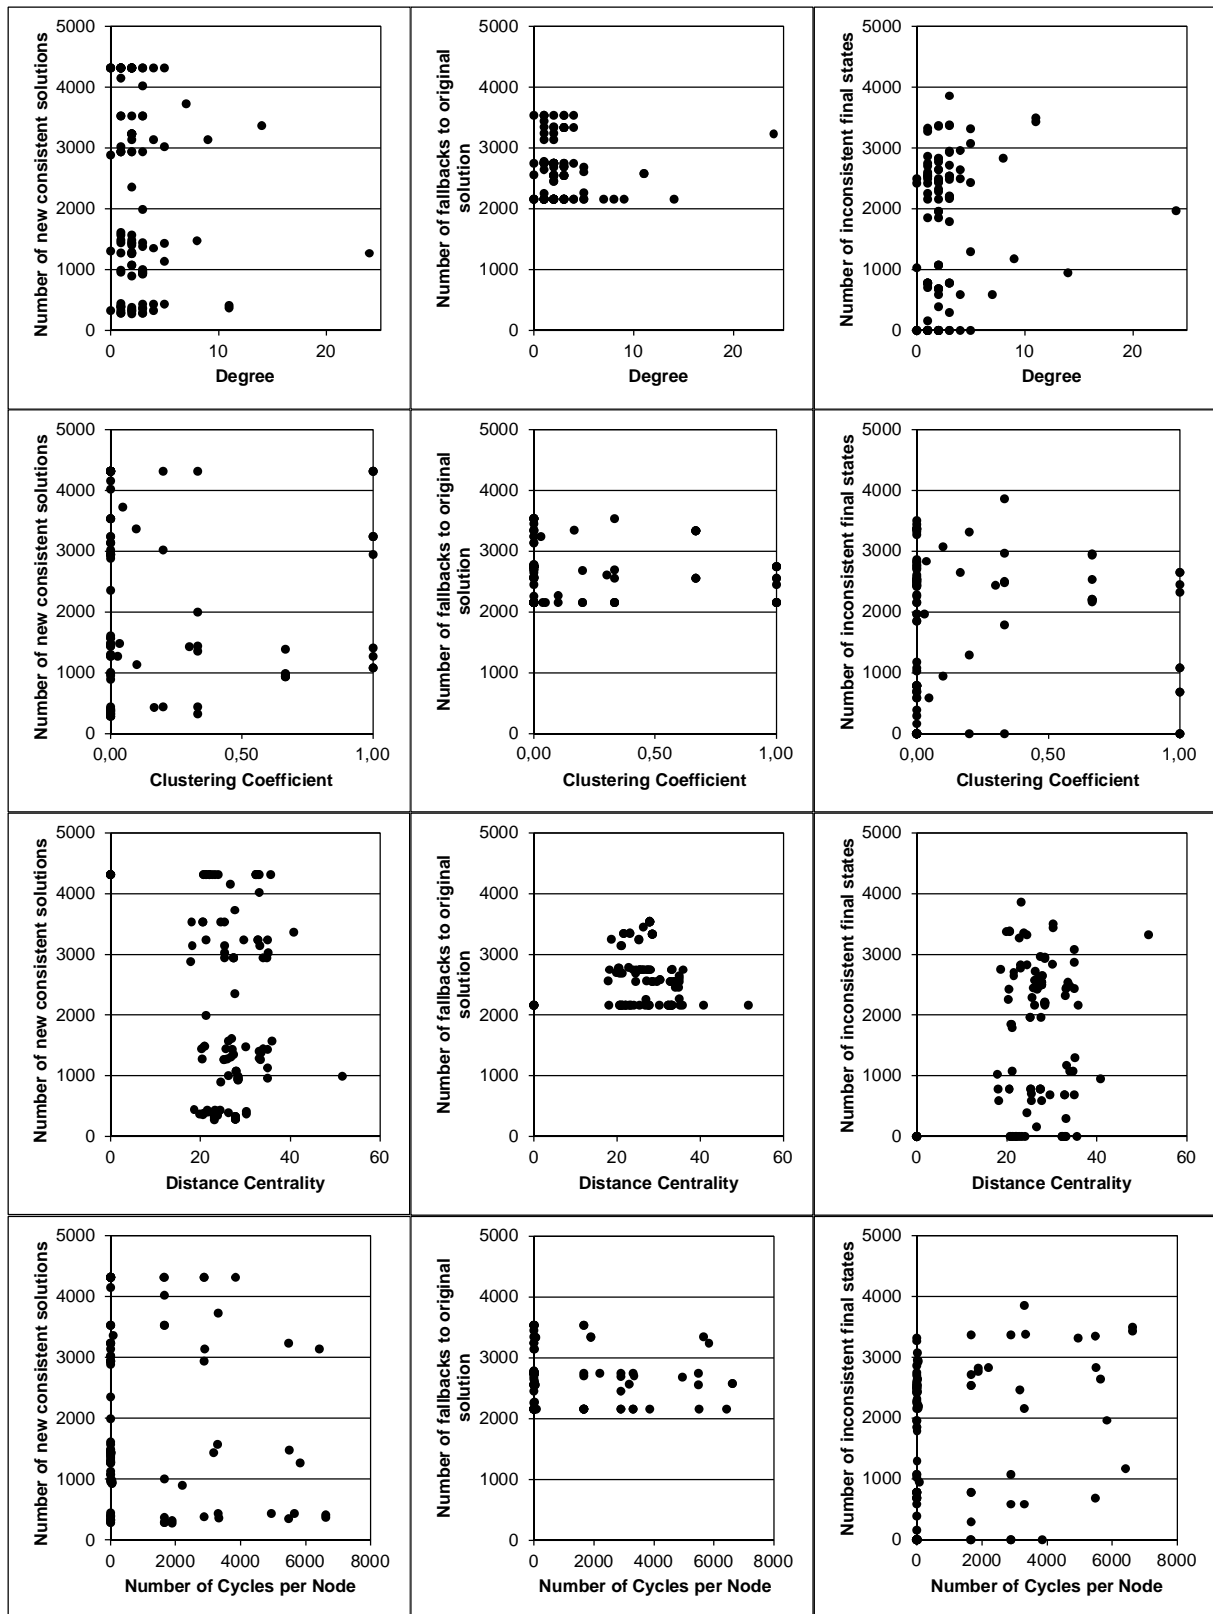 Number of new consistent solutions
5000
4000
3000
2000
1000
0
0 10 20
Degree
Number of fallbacks to original
solution
5000
4000
3000
2000
1000
0
0 10 20
Degree
Number of inconsistent final states
5000
4000
3000
2000
1000
0
0 10 20
Degree
Number of new consistent solutions
5000
4000
3000
2000
1000
0
0,00 0,50 1,00
Clustering Coefficient
Number of fallbacks to original
solution
5000
4000
3000
2000
1000
0
0,00 0,50 1,00
Clustering Coefficient
Number of inconsistent final states
5000
4000
3000
2000
1000
0
0,00 0,50 1,00
Clustering Coefficient
Number of new consistent solutions
5000
4000
3000
2000
1000
0
0 20 40 60
Distance Centrality
Number of fallbacks to original
solution
5000
4000
3000
2000
1000
0
0 20 40 60
Distance Centrality
Number of inconsistent final states
5000
4000
3000
2000
1000
0
0 20 40 60
Distance Centrality
Number of new consistent solutions
5000
4000
3000
2000
1000
0
0 2000 4000 6000 8000
Number of Cycles per Node
Number of fallbacks to original
solution
5000
4000
3000
2000
1000
0
0 2000 4000 6000 8000
Number of Cycles per Node
Number of inconsistent final states
5000
4000
3000
2000
1000
0
0 2000 4000 6000 8000
Number of Cycles per Node